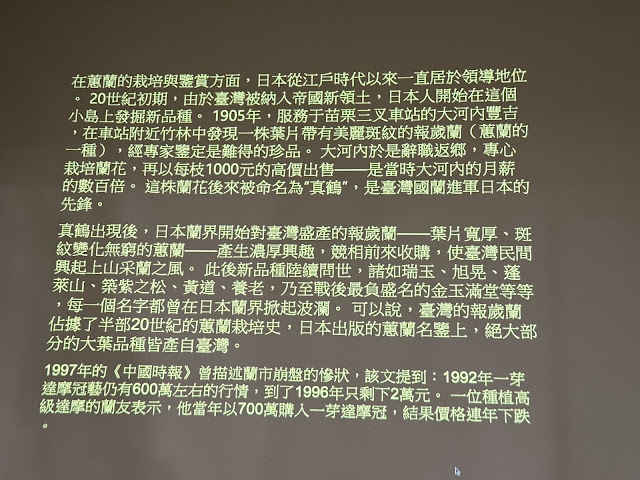 在蕙蘭的栽培與鑒賞方面，日本從江戶時代以來一直居於領導地位
。 20世紀初期，由於臺灣被納入帝國新領土，日本人開始在這個
小島上發掘新品種。 1905年，服務于苗栗三叉車站的大河內豐吉
，在車站附近竹林中發現一株葉片帶有美麗斑紋的報歲蘭（蕙蘭的
一種），經專家鑒定是難得的珍品。 大河內於是辭職返鄉，專心
栽培蘭花，再以每枝1000元的高價出售——是當時大河內的月薪
的數百倍。 這株蘭花後來被命名為“真鶴”，是臺灣國蘭進軍日本的
先鋒。
真鶴出現後，日本蘭界開始對臺灣盛產的報歲蘭——葉片寬厚、斑
紋變化無窮的蕙蘭——產生濃厚興趣，競相前來收購，使臺灣民間
興起上山采蘭之風。 此後新品種陸續問世，諸如瑞玉、旭晃、蓬
萊山、築紫之松、黃道、養老，乃至戰後最負盛名的金玉滿堂等等
，每一個名字都曾在日本蘭界掀起波瀾。 可以說，臺灣的報歲蘭
佔據了半部20世紀的蕙蘭栽培史，日本出版的蕙蘭名鑒上，絕大部
分的大葉品種皆產自臺灣。
1997年的《中國時報》曾描述蘭市崩盤的慘狀，該文提到：1992年一芽
達摩冠藝仍有600萬左右的行情，到了1996年只剩下2萬元。 一位種植高
級達摩的蘭友表示，他當年以700萬購入一芽達摩冠，結果價格連年下跌
。